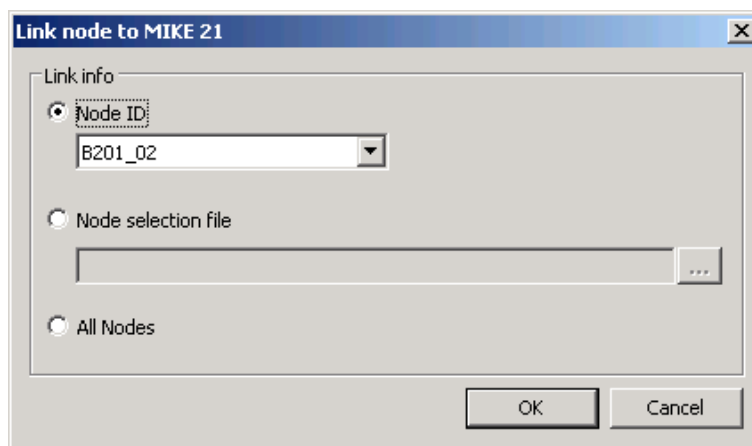 Link node to MIKE 21
Link info
Node ID
B201_02
Node selection file
...
All Nodes
OK Cancel